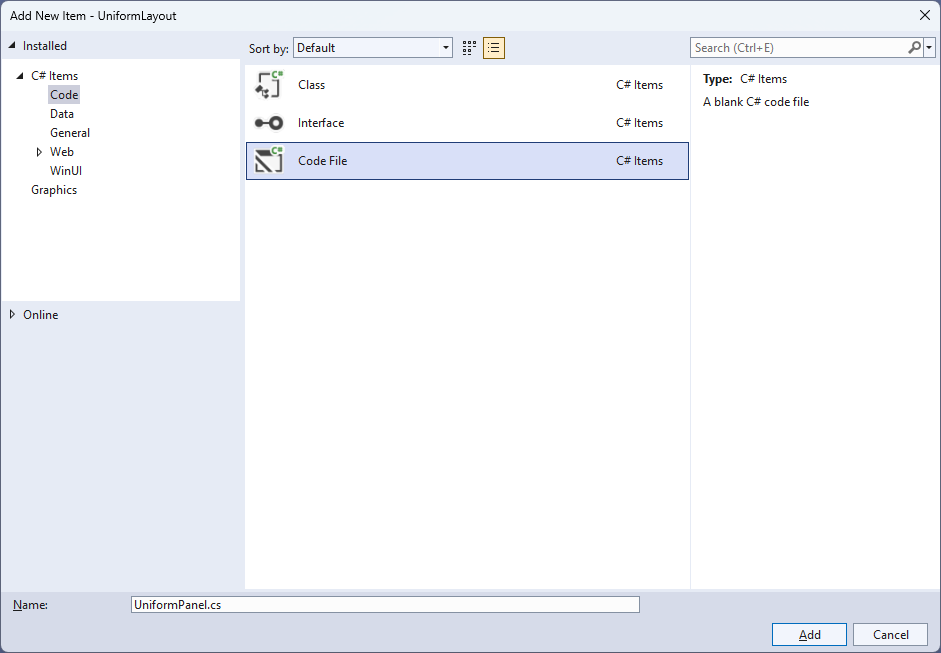 Add New Item - UniformLayout
Installed
C# Items
Code
Data
General
Web
WinUI
Graphics
Online
Sort by: Default
Search (Ctrl+E)
Class C# Items
Interface C# Items
Code File C# Items
Type: C# Items
A blank C# code file
Name: UniformPanel.cs
Add Cancel